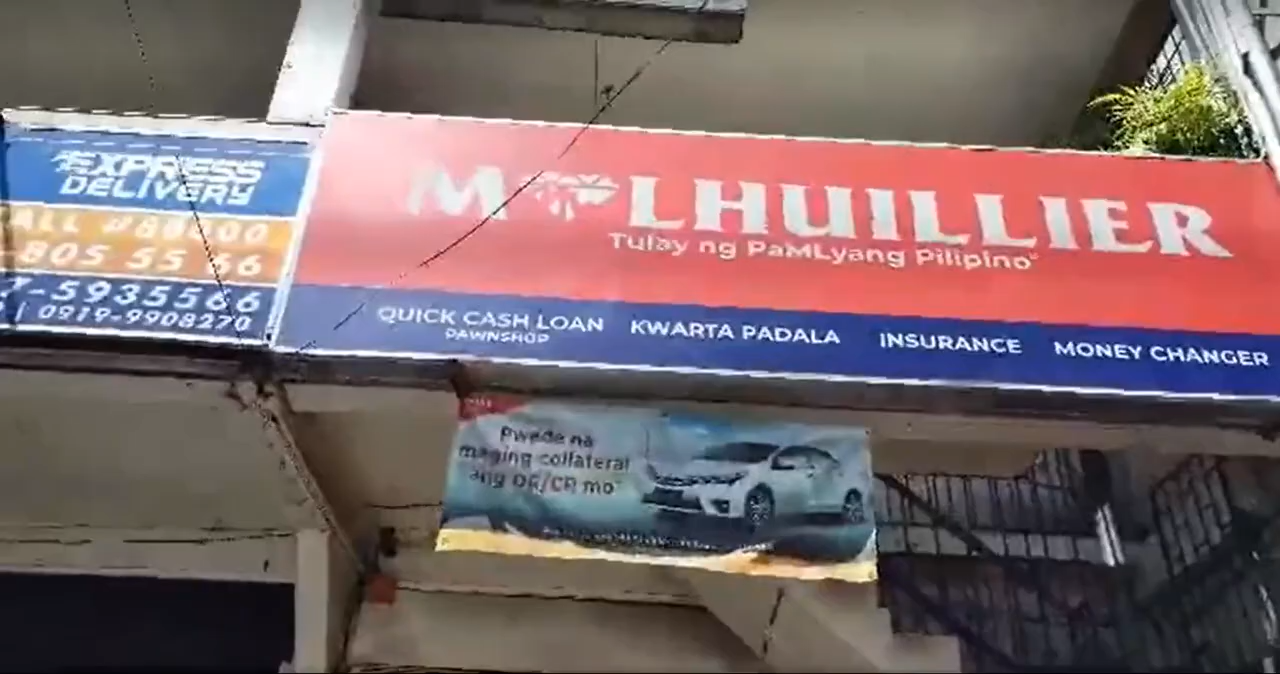 EXPRESS
DELIVERY
805 55 66
7-5935566
| 0919-9908270
M LHUILLIER
Tulay ng PaMLyang Pilipino
QUICK CASH LOAN
PAWNSHOP
KWARTA PADALA
INSURANCE
MONEY CHANGER
Pwede na
maging collateral
ang OR/CR mo